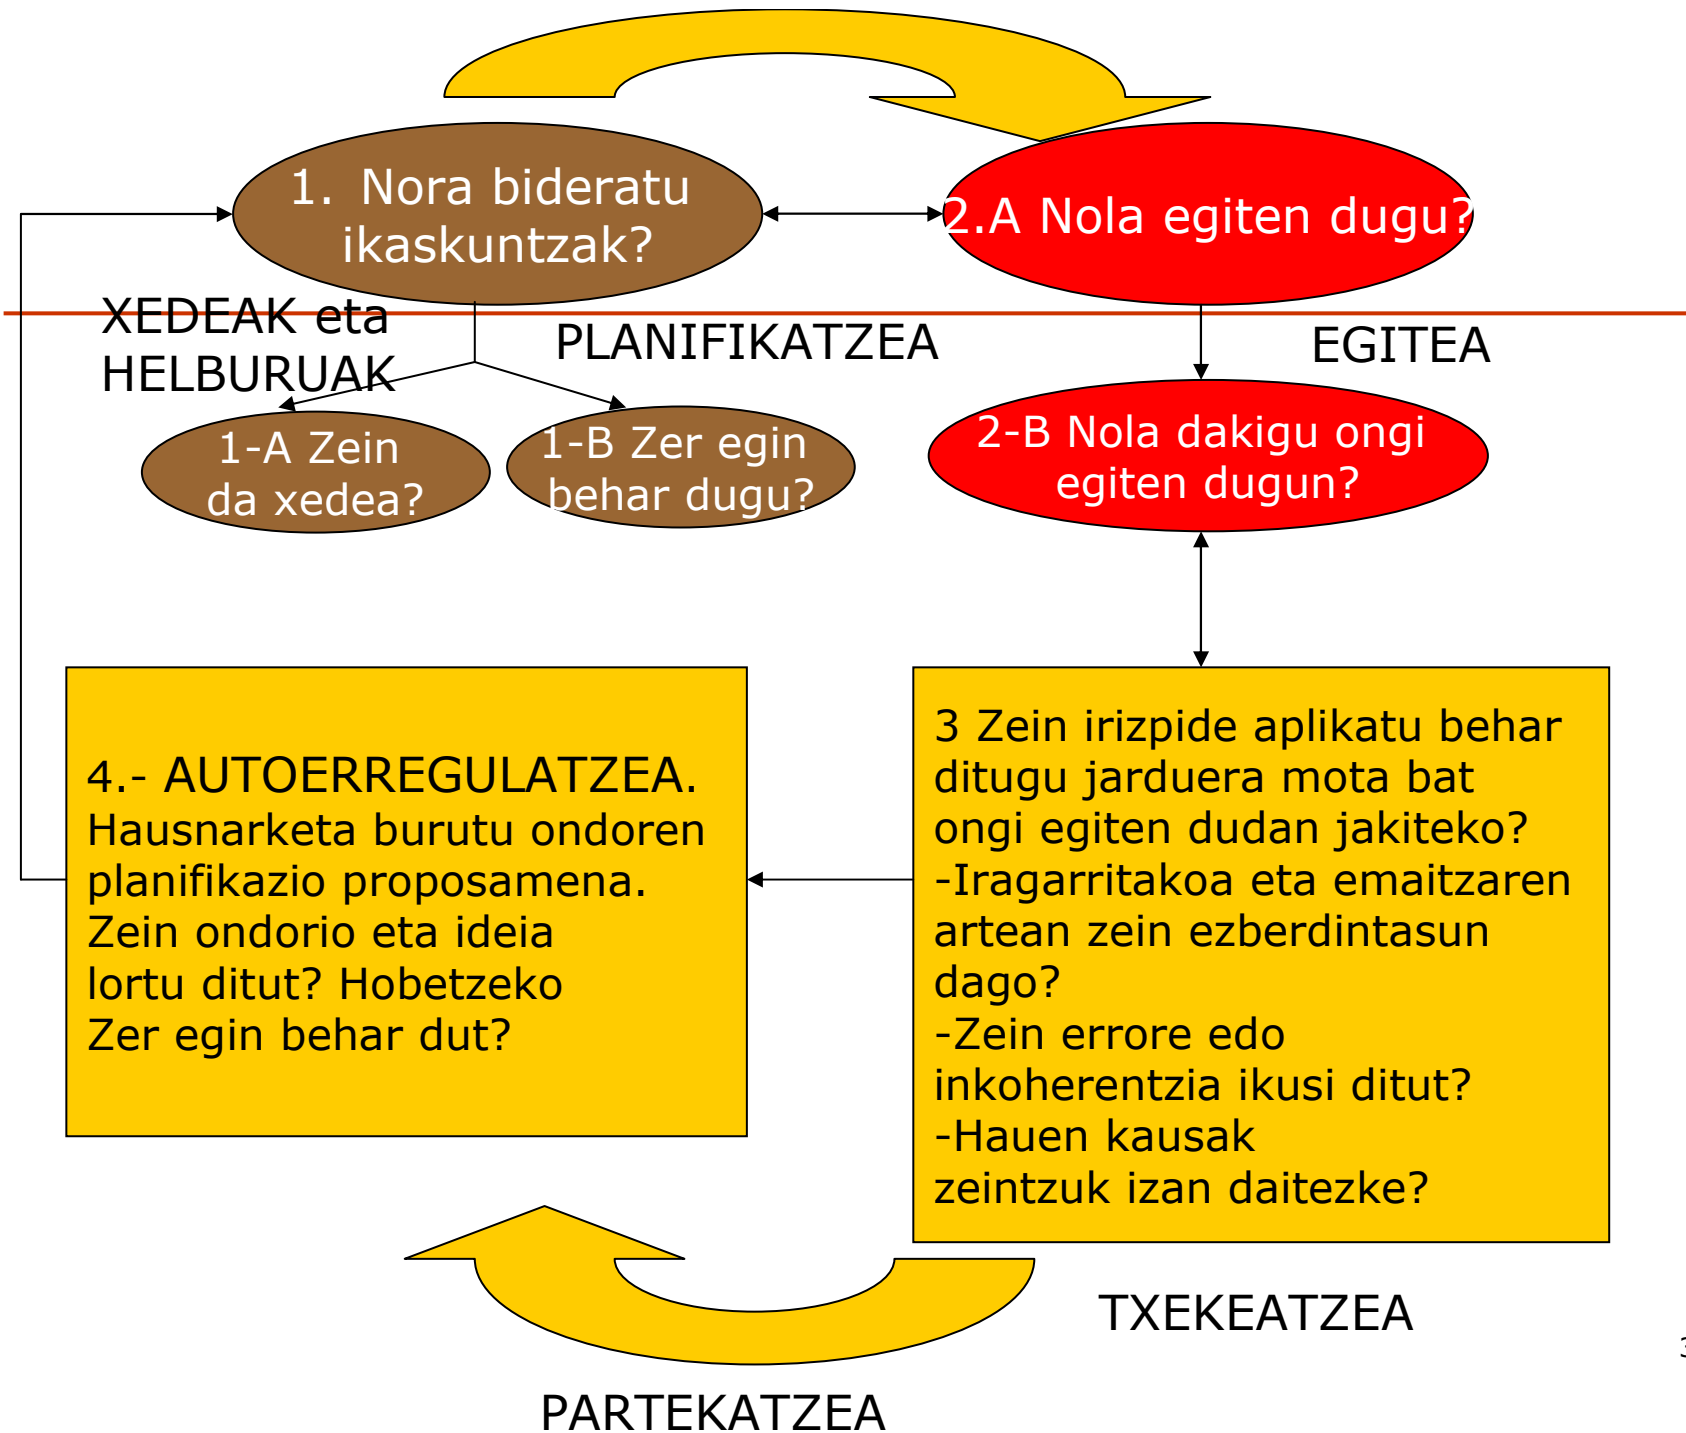 1. Nora bideratu
ikaskuntzak?
2.A Nola egiten dugu?
XEDEAK eta
HELBURUAK
PLANIFIKATZEA
EGITEA
1-A Zein
da xedea?
1-B Zer egin
behar dugu?
2-B Nola dakigu ongi
egiten dugun?
4.- AUTOERREGULATZEA.
Hausnarketa burutu ondoren
planifikazio proposamena.
Zein ondorio eta ideia
lortu ditut? Hobetzeko
Zer egin behar dut?
3 Zein irizpide aplikatu behar
ditugu jarduera mota bat
ongi egiten dudan jakiteko?
-Iragarritakoa eta emaitzaren
artean zein ezberdintasun
dago?
-Zein errore edo
inkoherentzia ikusi ditut?
-Hauen kausak
zeintzuk izan daitezke?
TXEKEATZEA
PARTEKATZEA